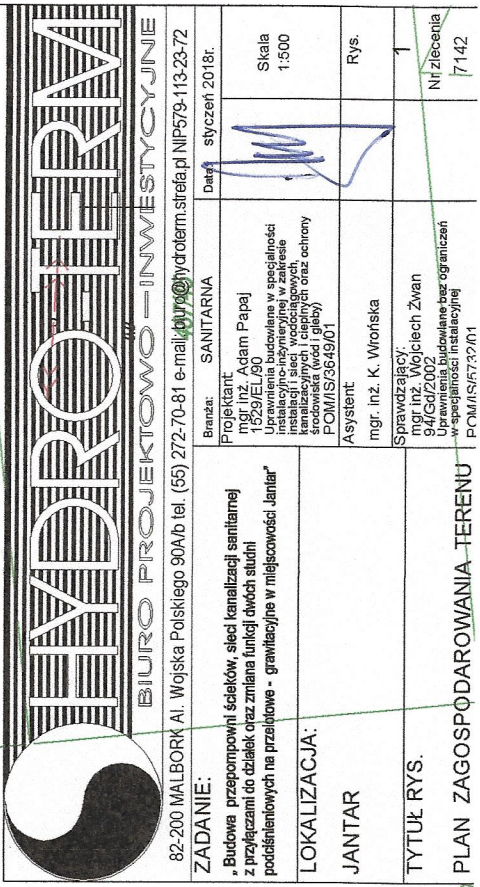 HYDRO-TERM
BIURO PROJEKTOWO-INWESTYCYJNE
82-200 MALBORK Al. Wojska Polskiego 90A/b tel. (55) 272-70-81 e-mail:biuro@hydroterm.strefa.pl NIP579-113-23-72
ZADANIE:
„ Budowa przepompowni ścieków, sieci kanalizacji sanitarnej
z przyłączami do działek oraz zmiana funkcji dwóch studni
podciśnieniowych na przelotowe - grawitacyjne w miejscowości Jantar"
LOKALIZACJA:
JANTAR
TYTUŁ RYS.
PLAN ZAGOSPODAROWANIA TERENU
Branża: SANITARNA
Projektant:
mgr inż. Adam Papaj
1529/EL/90
Uprawnienia budowlane w specjalności
instalacyjno-inżynieryjnej w zakresie
instalacji i sieci wodociągowych,
kanalizacyjnych i cieplnych oraz ochrony
środowiska (wód i gleby)
POM/IS/3649/01
Asystent:
mgr. inż. K. Wrońska
Sprawdzający:
mgr inż. Wojciech Żwan
94/Gd/2002
Uprawnienia budowlane bez ograniczeń
w specjalności instalacyjnej
POM/IS/5732/01
Data: styczeń 2018r.
Skala
1:500
Rys.
1
Nr zlecenia
7142